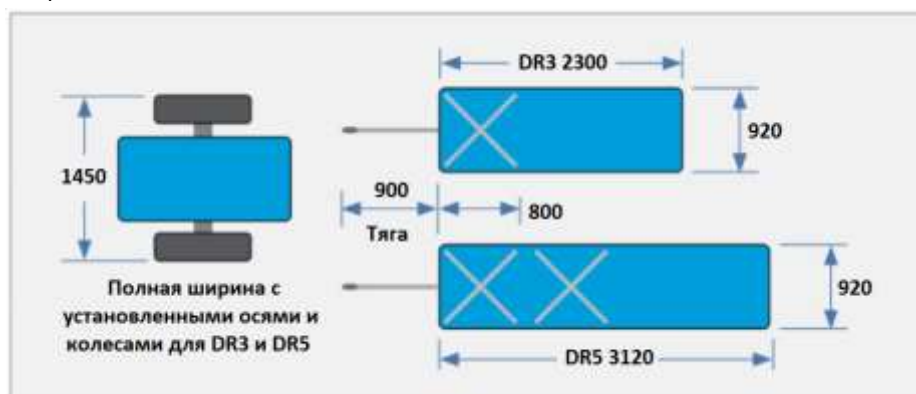 DR3 2300
920
1450
900
800
Тяга
920
Полная ширина с
установленными осями и
колесами для DR3 и DR5
DR5 3120